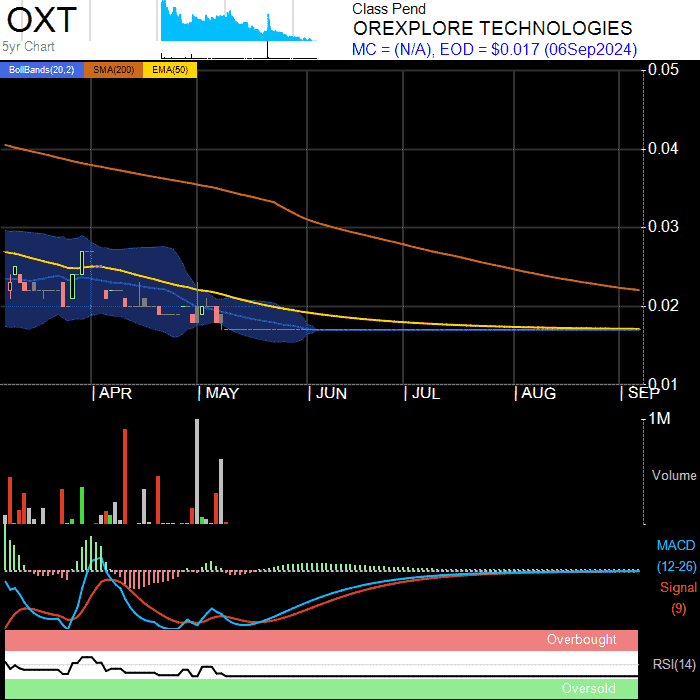 OXT
5yr Chart
Class Pend
OREXPLORE TECHNOLOGIES
MC = (N/A), EOD = $0.017 (06Sep2024)
BollBands(20,2) SMA(200) EMA(50)
0.05
0.04
0.03
0.02
0.01
| APR | MAY | JUN | JUL | AUG | SEP
1M
Volume
MACD
(12-26)
Signal
(9)
Overbought
RSI(14)
Oversold